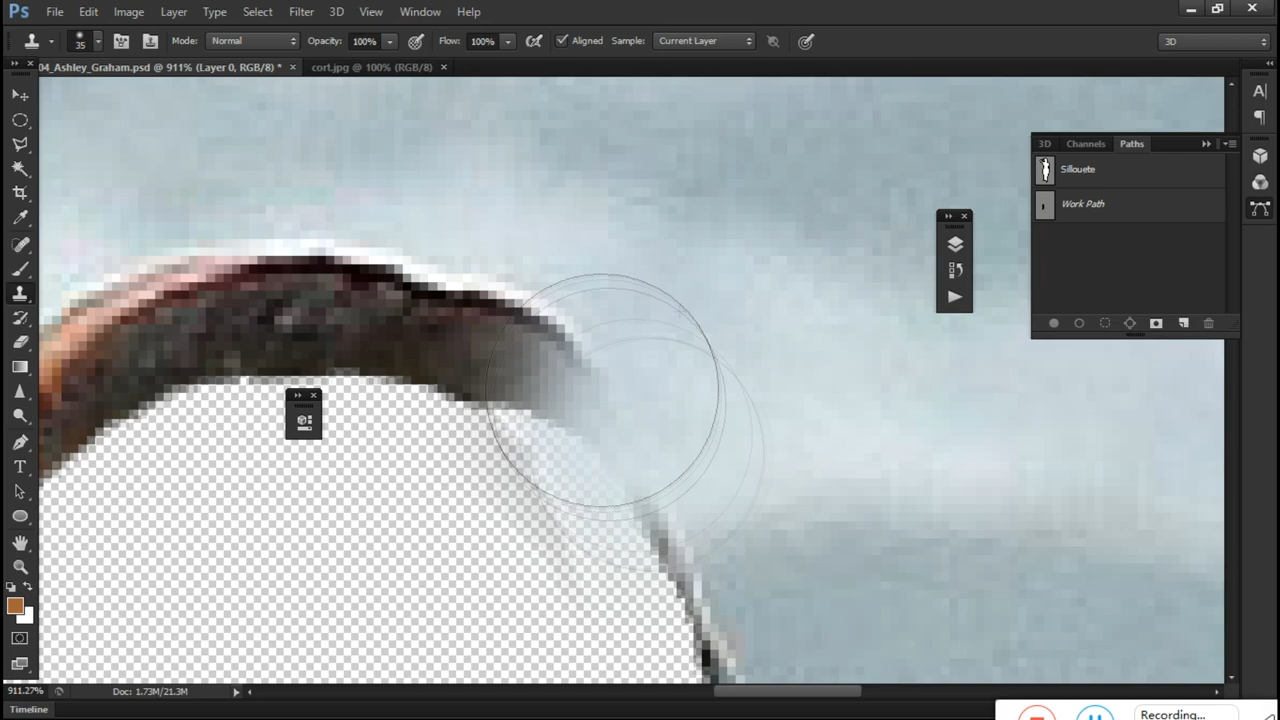 Ps File Edit Image Layer Type Select Filter 3D View Window Help
35 Mode: Normal Opacity: 100% Flow: 100% Aligned Sample: Current Layer 3D
04_Ashley_Graham.psd @ 911% (Layer 0, RGB/8) * × cort.jpg @ 100% (RGB/8) ×
3D Channels Paths
Sillouete
Work Path
T
911.27% Doc: 1.73M/21.3M
Timeline
Recording...